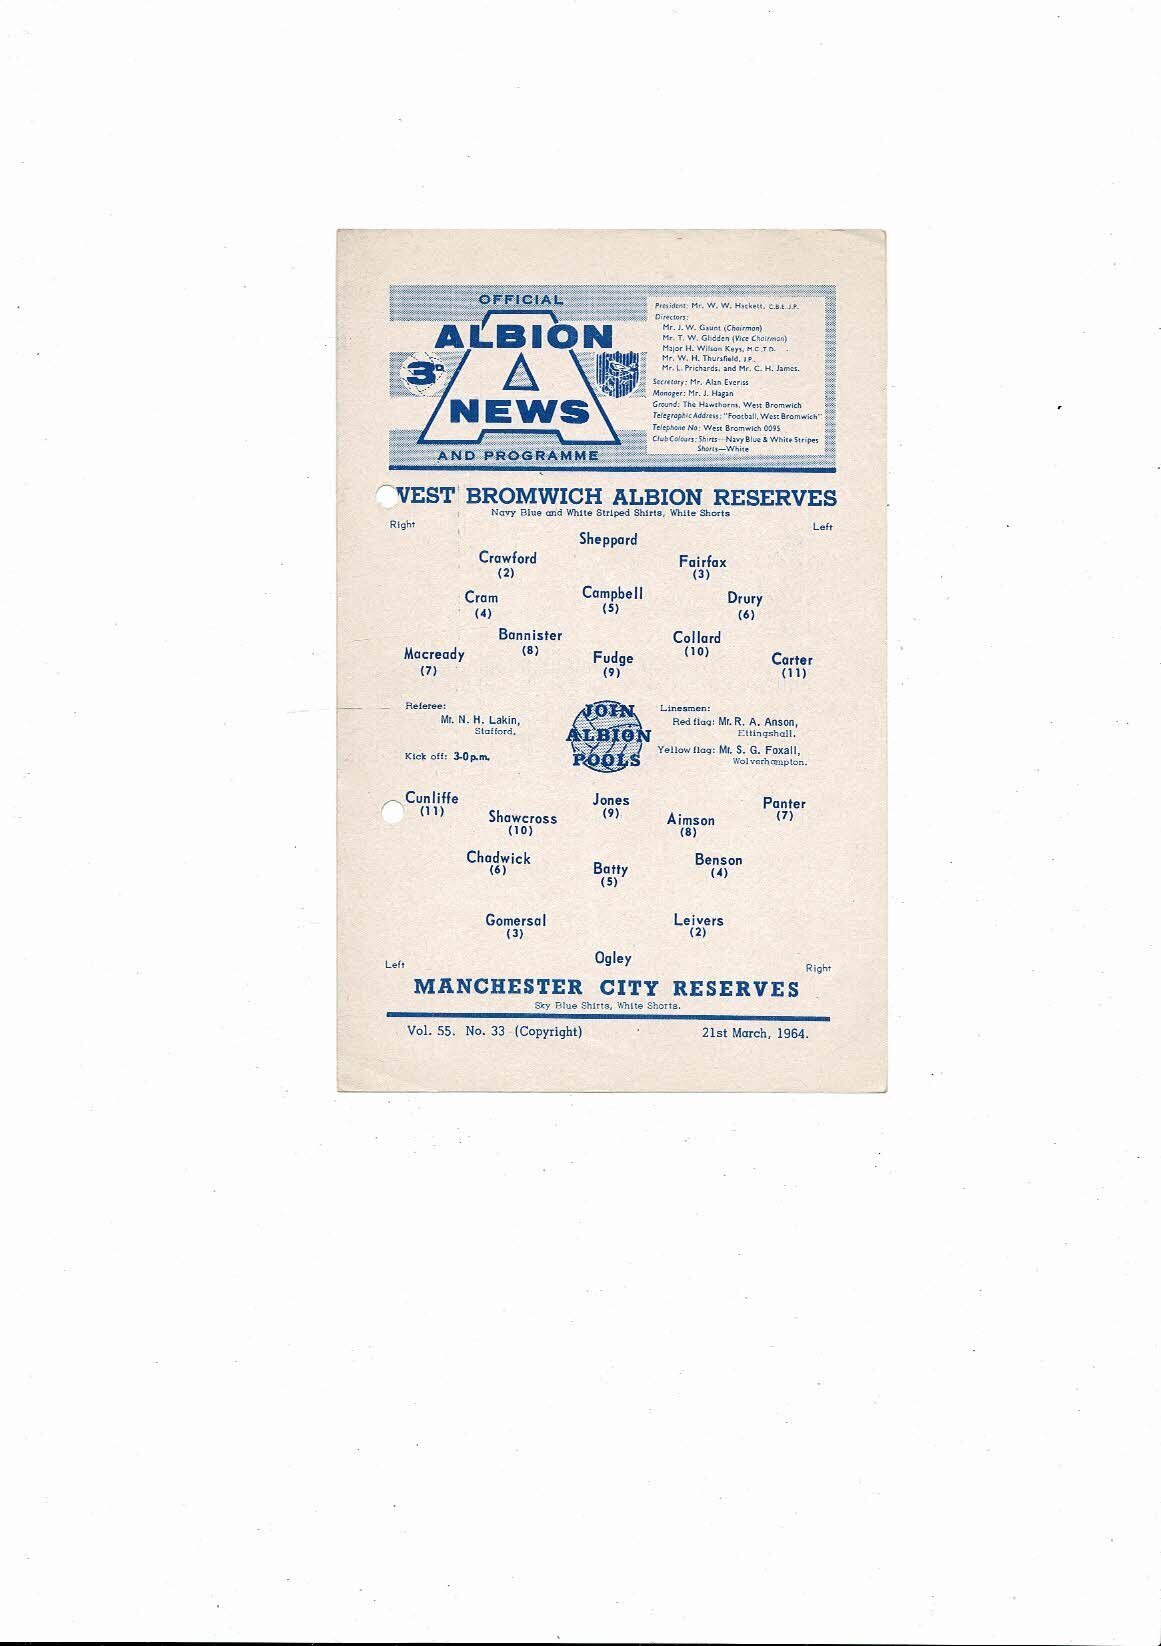 OFFICIAL
ALBION
3D.
A
NEWS
AND PROGRAMME
President: Mr. W. W. Hackett, C.B.E. J.P.
Directors:
Mr. J. W. Gaunt (Chairman)
Mr. T. W. Glidden (Vice Chairman)
Major H. Wilson Keys, M.C. T.D.
Mr. W. H. Thursfield, J.P.
Mr. L. Prichards, and Mr. C. H. James.
Secretary: Mr. Alan Everiss
Manager: Mr. J. Hagan
Ground: The Hawthorns, West Bromwich
Telegraphic Address: "Football, West Bromwich"
Telephone No: West Bromwich 0095
Club Colours: Shirts—Navy Blue & White Stripes
Shorts—White
WEST BROMWICH ALBION RESERVES
Navy Blue and White Striped Shirts, White Shorts
Right Left
Sheppard
Crawford Fairfax
(2) (3)
Cram Campbell Drury
(4) (5) (6)
Bannister Collard
(8) (10)
Macready Fudge Carter
(7) (9) (11)
Referee:
Mr. N. H. Lakin,
Stafford.
Kick off: 3-0 p.m.
JOIN
ALBION
POOLS
Linesmen:
Red flag: Mr. R. A. Anson,
Ettingshall.
Yellow flag: Mr. S. G. Foxall,
Wolverhampton.
Cunliffe Jones Panter
(11) (9) (7)
Shawcross Aimson
(10) (8)
Chadwick Batty Benson
(6) (5) (4)
Gomersal Leivers
(3) (2)
Ogley
Left Right
MANCHESTER CITY RESERVES
Sky Blue Shirts, White Shorts.
Vol. 55. No. 33 (Copyright) 21st March, 1964.